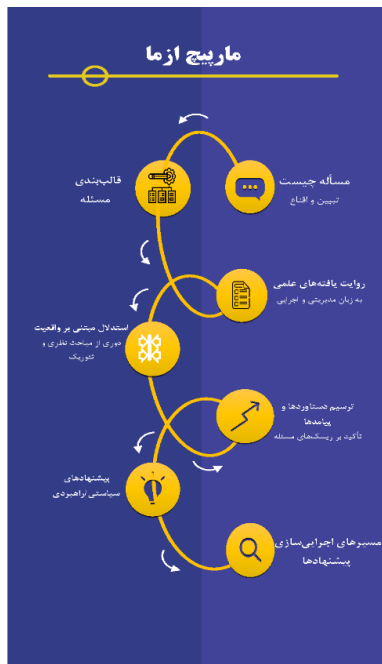 مارپیچ ازما
مسأله چیست
تبیین و اقناع
قالب‌بندی
مسئله
روایت یافته‌های علمی
به زبان مدیریتی و اجرایی
استدلال مبتنی بر واقعیت
دوری از مباحث نظری و
تئوریک
ترسیم دستاوردها و
پیامدها
تأکید بر ریسک‌های مسئله
پیشنهادهای
سیاستی/راهبردی
مسیرهای اجرایی‌سازی
پیشنهادها